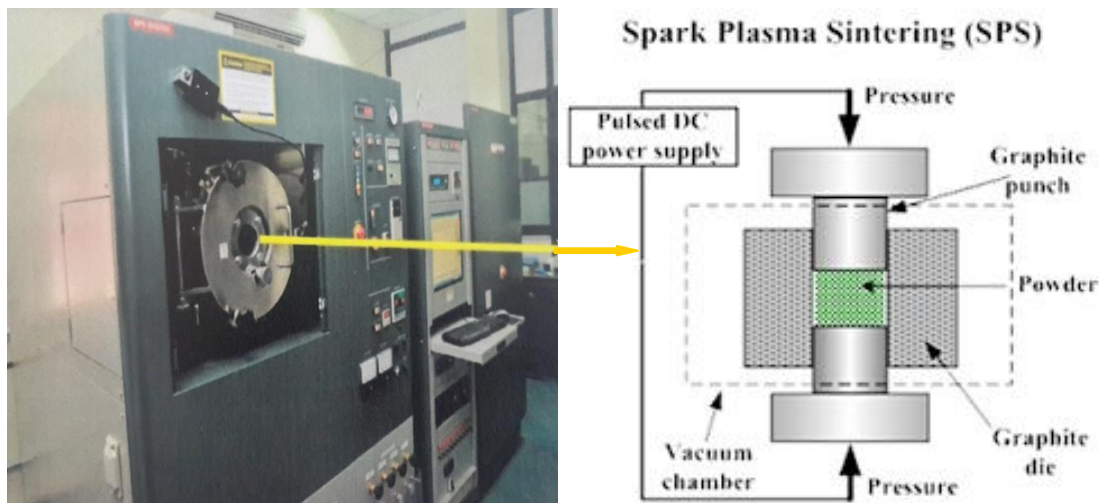 Spark Plasma Sintering (SPS)
Pressure
Pulsed DC
power supply
Graphite
punch
Powder
Vacuum
chamber
Graphite
die
Pressure